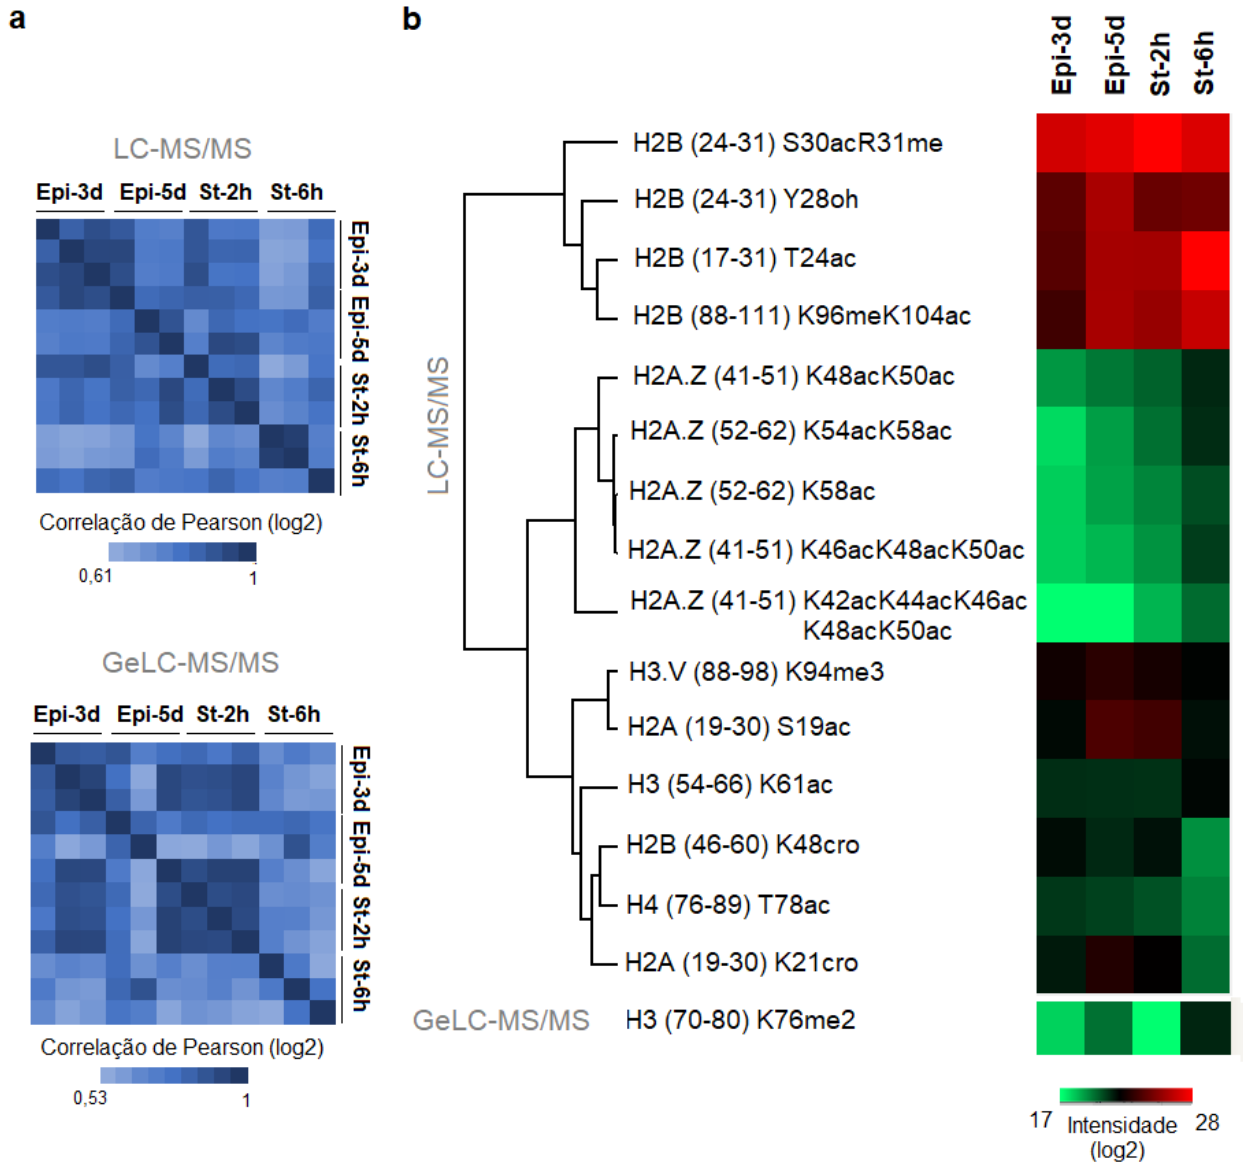 a
LC-MS/MS
Epi-3d Epi-5d St-2h St-6h
Epi-3d
Epi-5d
St-2h
St-6h
Correlação de Pearson (log2)
0,61 1
GeLC-MS/MS
Epi-3d Epi-5d St-2h St-6h
Epi-3d
Epi-5d
St-2h
St-6h
Correlação de Pearson (log2)
0,53 1
b
Epi-3d
Epi-5d
St-2h
St-6h
LC-MS/MS
H2B (24-31) S30acR31me
H2B (24-31) Y28oh
H2B (17-31) T24ac
H2B (88-111) K96meK104ac
H2A.Z (41-51) K48acK50ac
H2A.Z (52-62) K54acK58ac
H2A.Z (52-62) K58ac
H2A.Z (41-51) K46acK48acK50ac
H2A.Z (41-51) K42acK44acK46ac
K48acK50ac
H3.V (88-98) K94me3
H2A (19-30) S19ac
H3 (54-66) K61ac
H2B (46-60) K48cro
H4 (76-89) T78ac
H2A (19-30) K21cro
GeLC-MS/MS H3 (70-80) K76me2
17 Intensidade 28
(log2)